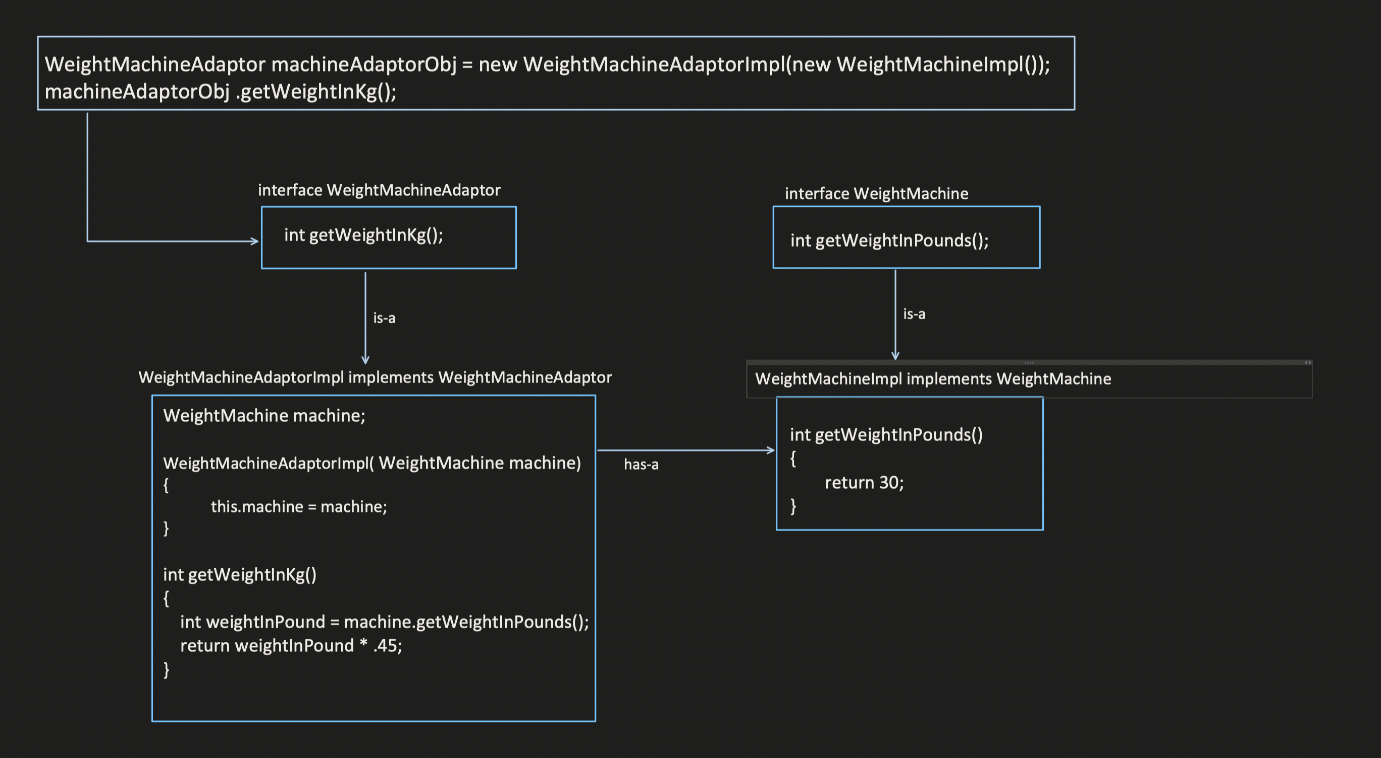 WeightMachineAdaptor machineAdaptorObj = new WeightMachineAdaptorImpl(new WeightMachineImpl());
machineAdaptorObj .getWeightInKg();
interface WeightMachineAdaptor
int getWeightInKg();
is-a
interface WeightMachine
int getWeightInPounds();
is-a
WeightMachineAdaptorImpl implements WeightMachineAdaptor
WeightMachine machine;
WeightMachineAdaptorImpl( WeightMachine machine)
{
this.machine = machine;
}
int getWeightInKg()
{
int weightInPound = machine.getWeightInPounds();
return weightInPound * .45;
}
has-a
WeightMachineImpl implements WeightMachine
int getWeightInPounds()
{
return 30;
}